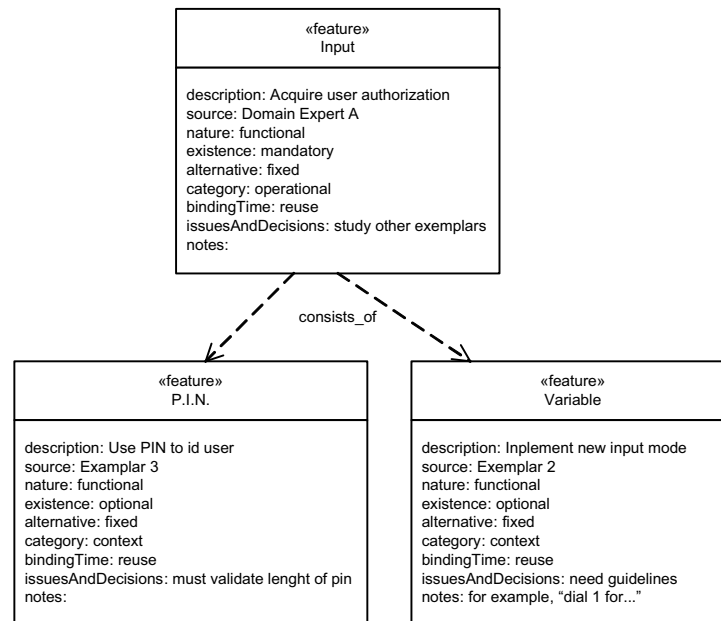 «feature»
Input
description: Acquire user authorization
source: Domain Expert A
nature: functional
existence: mandatory
alternative: fixed
category: operational
bindingTime: reuse
issuesAndDecisions: study other exemplars
notes:
consists_of
«feature»
P.I.N.
description: Use PIN to id user
source: Examplar 3
nature: functional
existence: optional
alternative: fixed
category: context
bindingTime: reuse
issuesAndDecisions: must validate lenght of pin
notes:
«feature»
Variable
description: Inplement new input mode
source: Exemplar 2
nature: functional
existence: optional
alternative: fixed
category: context
bindingTime: reuse
issuesAndDecisions: need guidelines
notes: for example, “dial 1 for...”